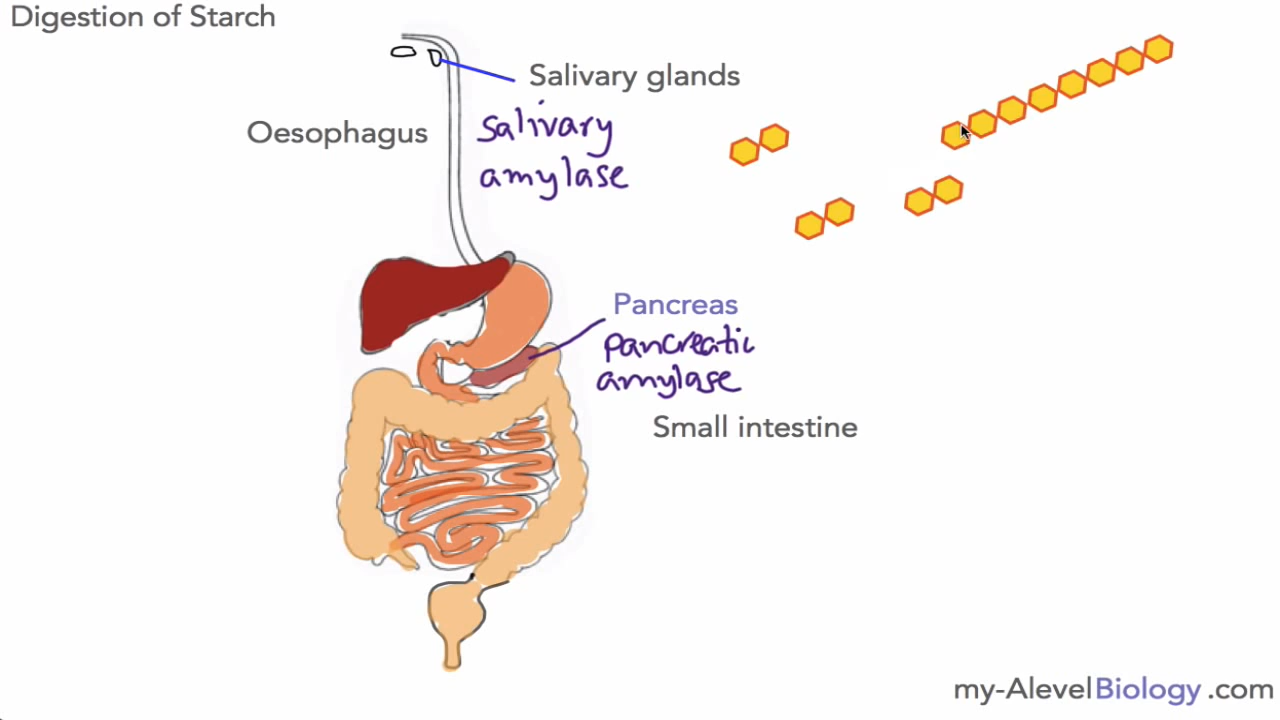 Digestion of Starch
Salivary glands
Oesophagus
Salivary
amylase
Pancreas
pancreatic
amylase
Small intestine
my-AlevelBiology.com